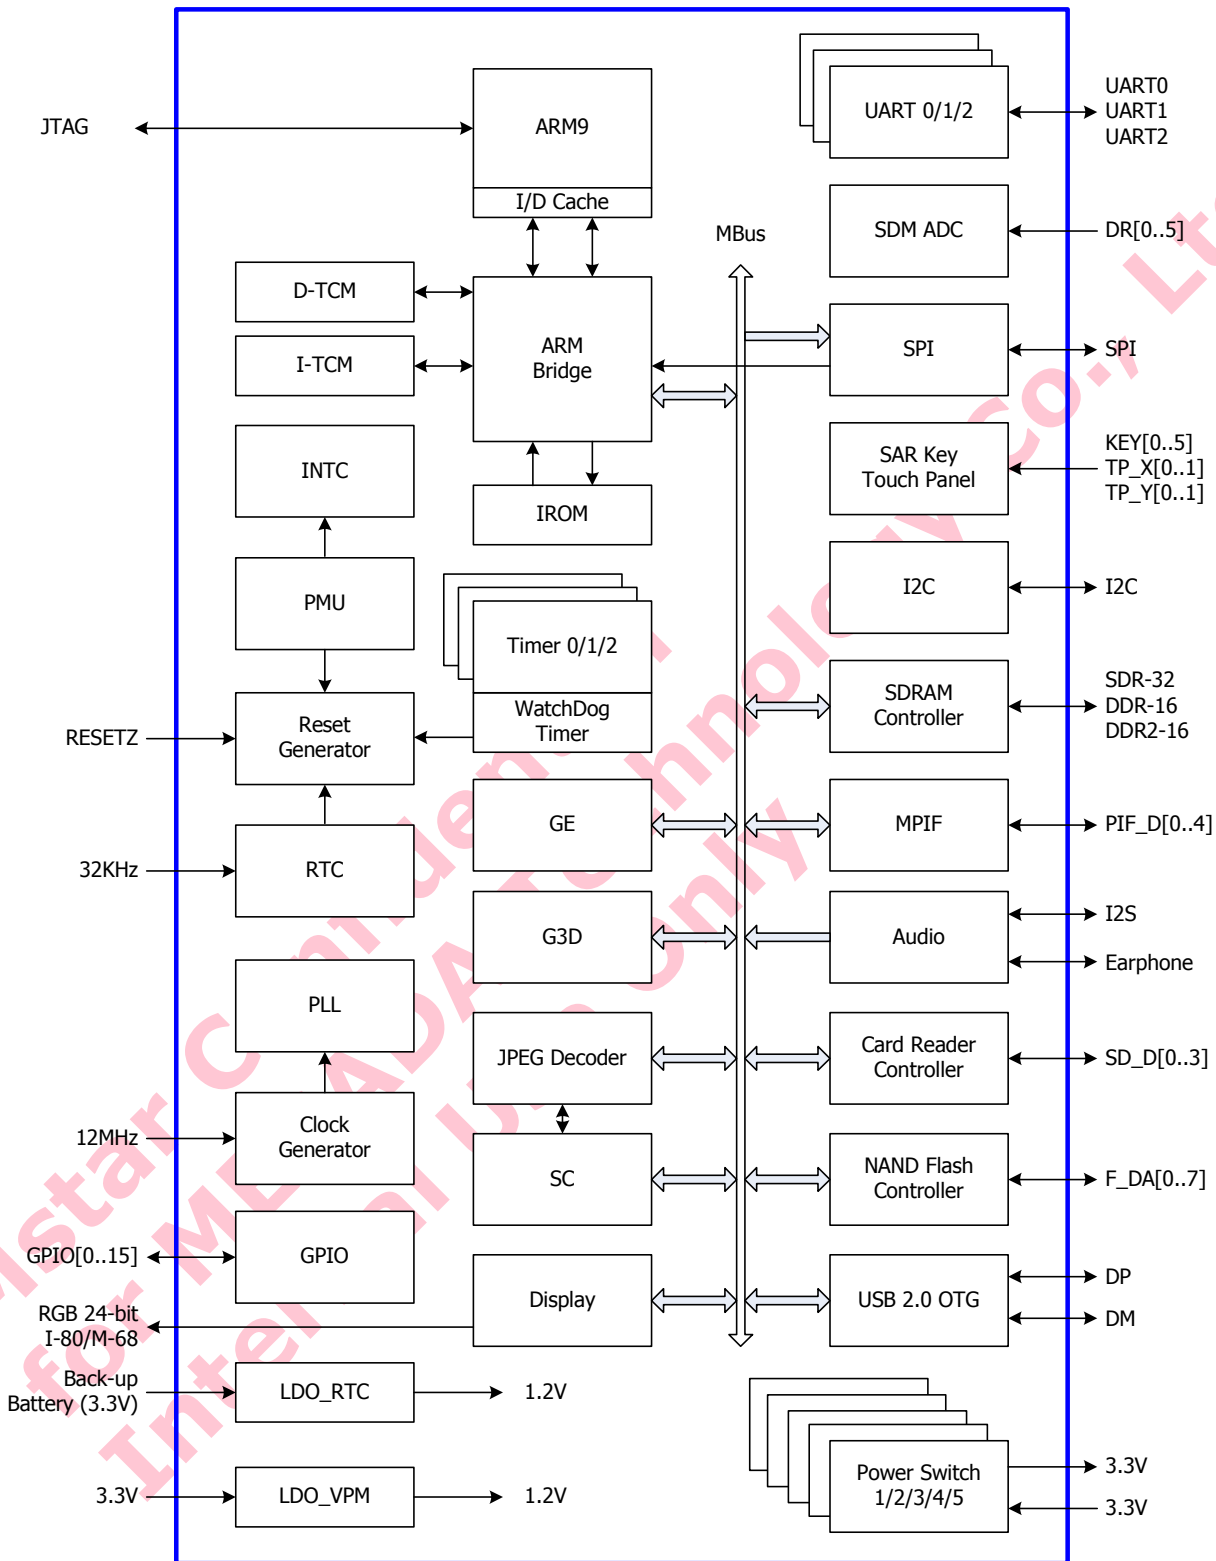 UART 0/1/2
UART0
UART1
UART2
JTAG
ARM9
I/D Cache
MBus
SDM ADC
DR[0..5]
D-TCM
I-TCM
ARM
Bridge
SPI
SPI
INTC
IROM
SAR Key
Touch Panel
KEY[0..5]
TP_X[0..1]
TP_Y[0..1]
PMU
Timer 0/1/2
I2C
I2C
RESETZ
Reset
Generator
WatchDog
Timer
SDRAM
Controller
SDR-32
DDR-16
DDR2-16
32KHz
RTC
GE
MPIF
PIF_D[0..4]
G3D
Audio
I2S
Earphone
PLL
JPEG Decoder
Card Reader
Controller
SD_D[0..3]
12MHz
Clock
Generator
SC
NAND Flash
Controller
F_DA[0..7]
GPIO[0..15]
GPIO
RGB 24-bit
I-80/M-68
Display
USB 2.0 OTG
DP
DM
Back-up
Battery (3.3V)
LDO_RTC
1.2V
3.3V
LDO_VPM
1.2V
Power Switch
1/2/3/4/5
3.3V
3.3V